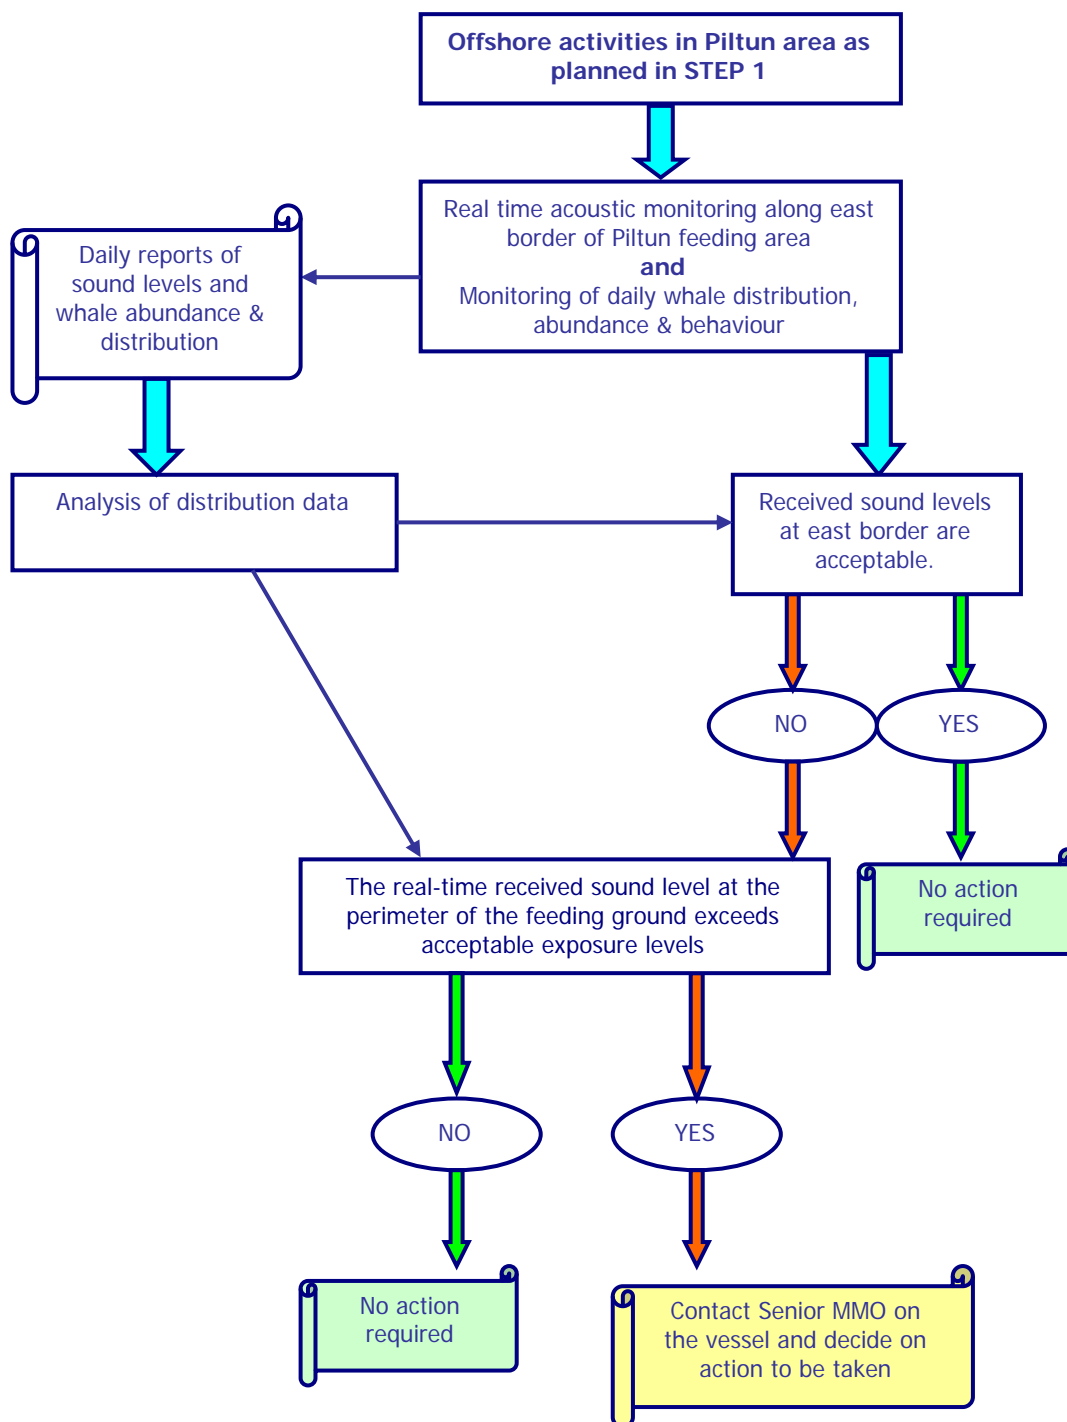 Offshore activities in Piltun area as
planned in STEP 1
Real time acoustic monitoring along east
border of Piltun feeding area
and
Monitoring of daily whale distribution,
abundance & behaviour
Daily reports of
sound levels and
whale abundance &
distribution
Analysis of distribution data
Received sound levels
at east border are
acceptable.
NO
YES
The real-time received sound level at the
perimeter of the feeding ground exceeds
acceptable exposure levels
No action
required
NO
YES
No action
required
Contact Senior MMO on
the vessel and decide on
action to be taken